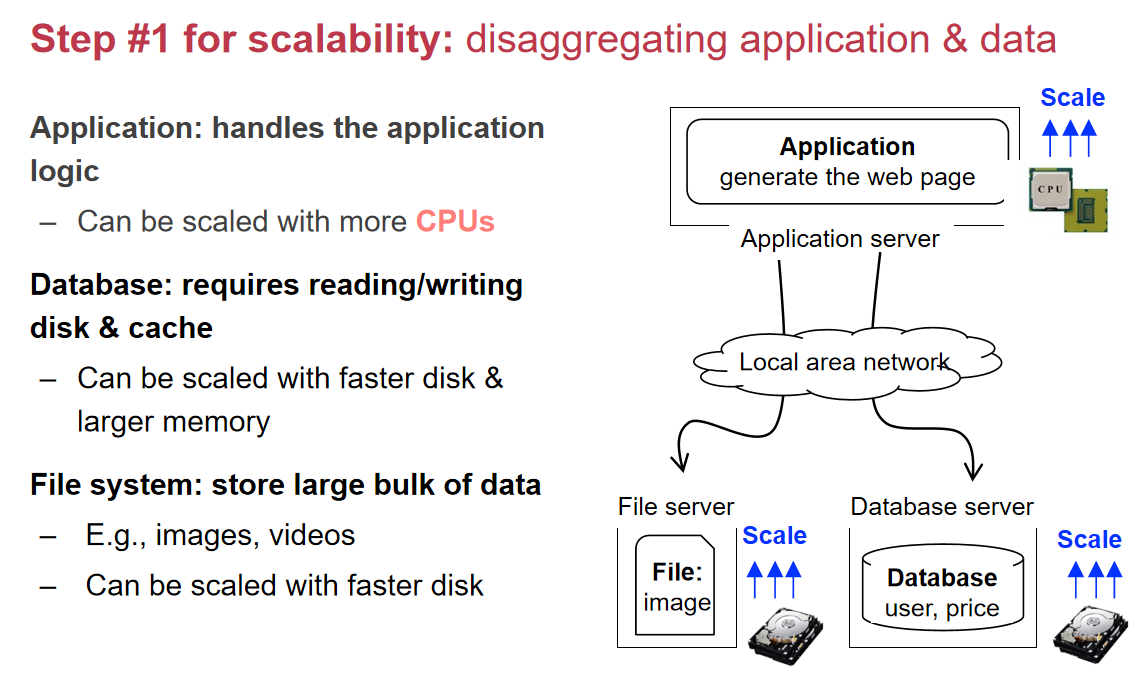 Step #1 for scalability: disaggregating application & data
Application: handles the application
logic
– Can be scaled with more CPUs
Database: requires reading/writing
disk & cache
– Can be scaled with faster disk &
larger memory
File system: store large bulk of data
– E.g., images, videos
– Can be scaled with faster disk
Scale
Application
generate the web page
CPU
Application server
Local area network
File server
Scale
File:
image
Database server
Scale
Database
user, price